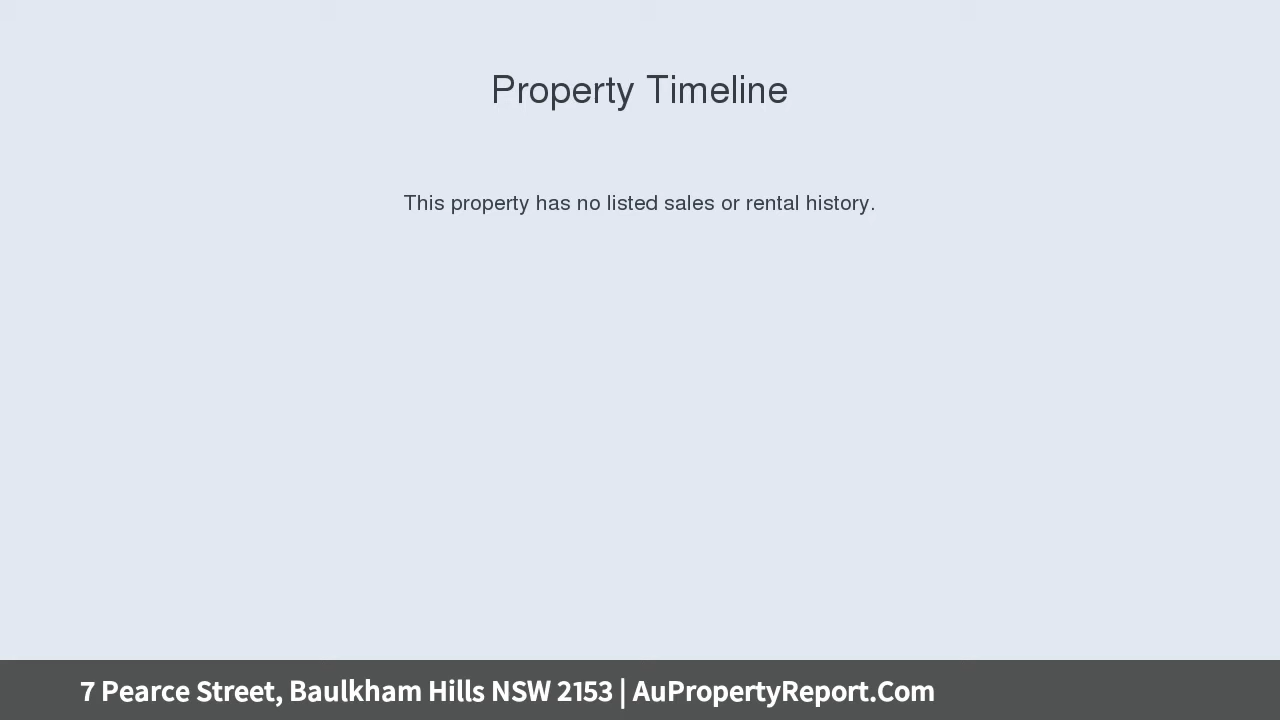 Property Timeline
This property has no listed sales or rental history.
7 Pearce Street, Baulkham Hills NSW 2153 | AuPropertyReport.Com